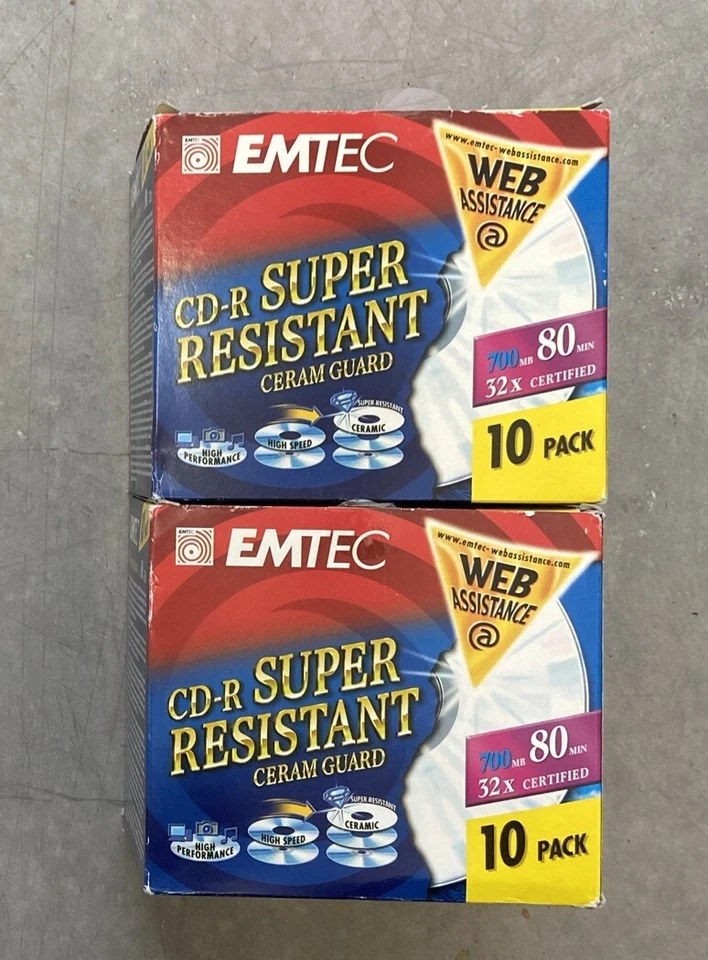 EMTEC
EMTEC
www.emtec-webassistance.com
WEB
ASSISTANCE
@
CD-R SUPER
RESISTANT
CERAM GUARD
700MB 80MIN
32X CERTIFIED
SUPER RESISTANT
CERAMIC
HIGH SPEED
HIGH
PERFORMANCE
10 PACK
EMTEC
EMTEC
www.emtec-webassistance.com
WEB
ASSISTANCE
@
CD-R SUPER
RESISTANT
CERAM GUARD
700MB 80MIN
32X CERTIFIED
SUPER RESISTANT
CERAMIC
HIGH SPEED
HIGH
PERFORMANCE
10 PACK